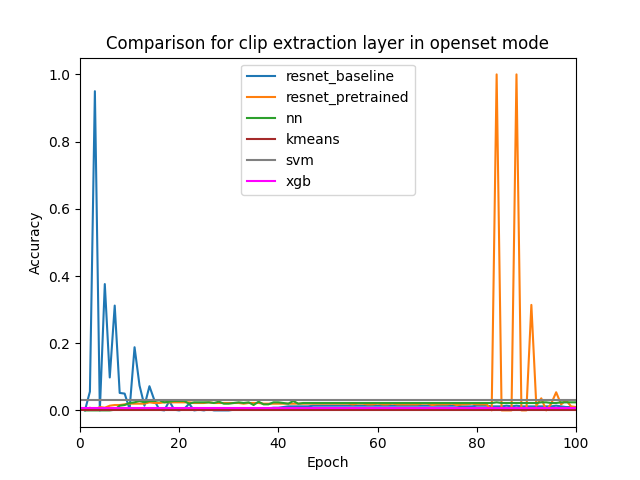 Comparison for clip extraction layer in openset mode
resnet_baseline
resnet_pretrained
nn
kmeans
svm
xgb
Accuracy
1.0
0.8
0.6
0.4
0.2
0.0
0 20 40 60 80 100
Epoch